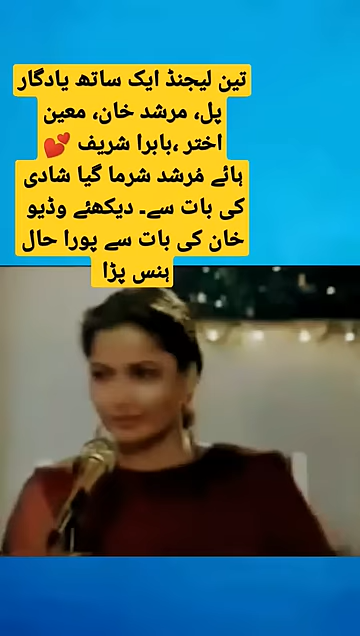 تین لیجنڈ ایک ساتھ یادگار
پل، مرشد خان، معین
اختر ،بابرا شریف 💕
ہائے مُرشد شرما گیا شادی
کی بات سے۔ دیکھئے وڈیو
خان کی بات سے پورا حال
ہنس پڑا